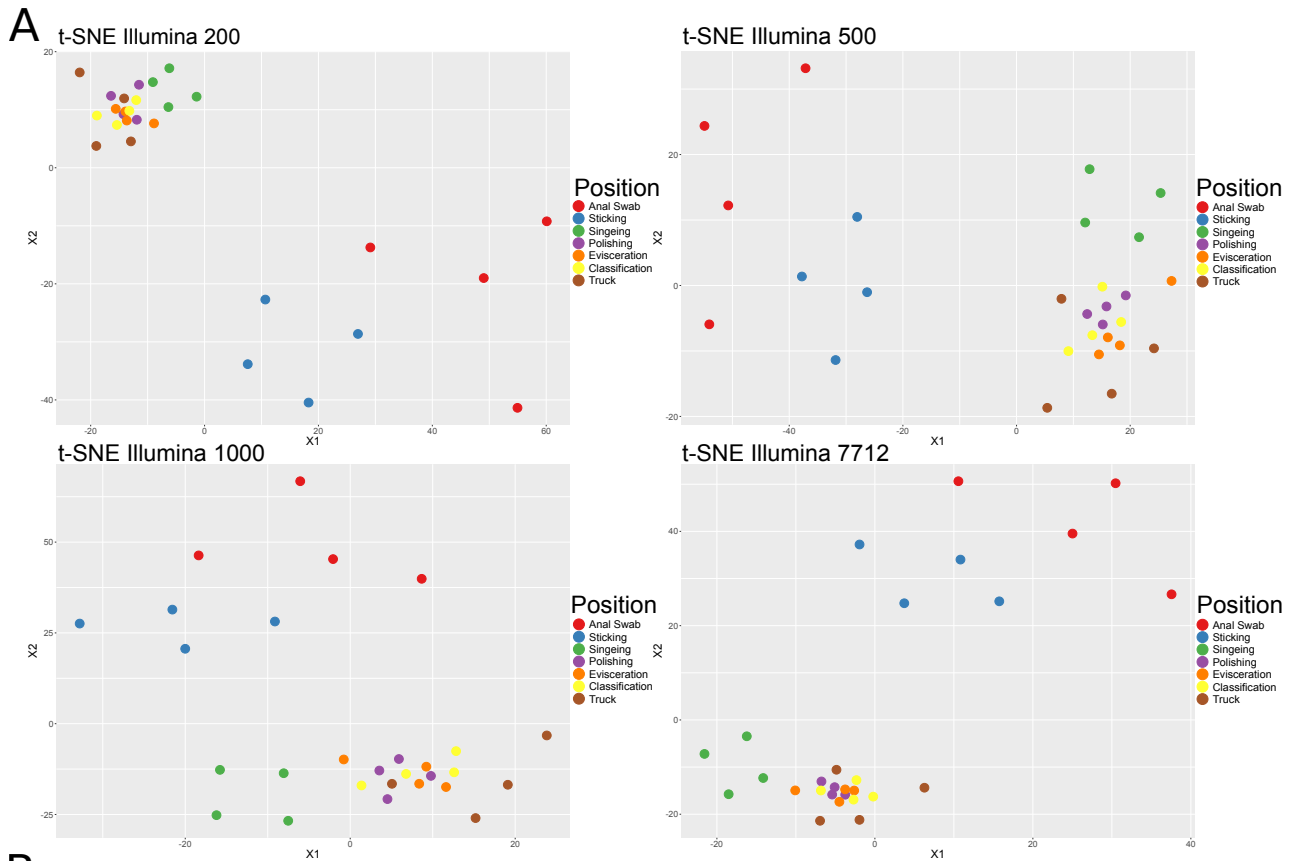 A
t-SNE Illumina 200
20
0
-20
-40
X2
-20
0
20
40
60
X1
Position
Anal Swab
Sticking
Singeing
Polishing
Evisceration
Classification
Truck
t-SNE Illumina 500
20
0
-20
X2
-40
-20
0
20
X1
Position
Anal Swab
Sticking
Singeing
Polishing
Evisceration
Classification
Truck
t-SNE Illumina 1000
50
25
0
-25
X2
-20
0
20
X1
Position
Anal Swab
Sticking
Singeing
Polishing
Evisceration
Classification
Truck
t-SNE Illumina 7712
40
20
0
-20
X2
-20
0
20
40
X1
Position
Anal Swab
Sticking
Singeing
Polishing
Evisceration
Classification
Truck